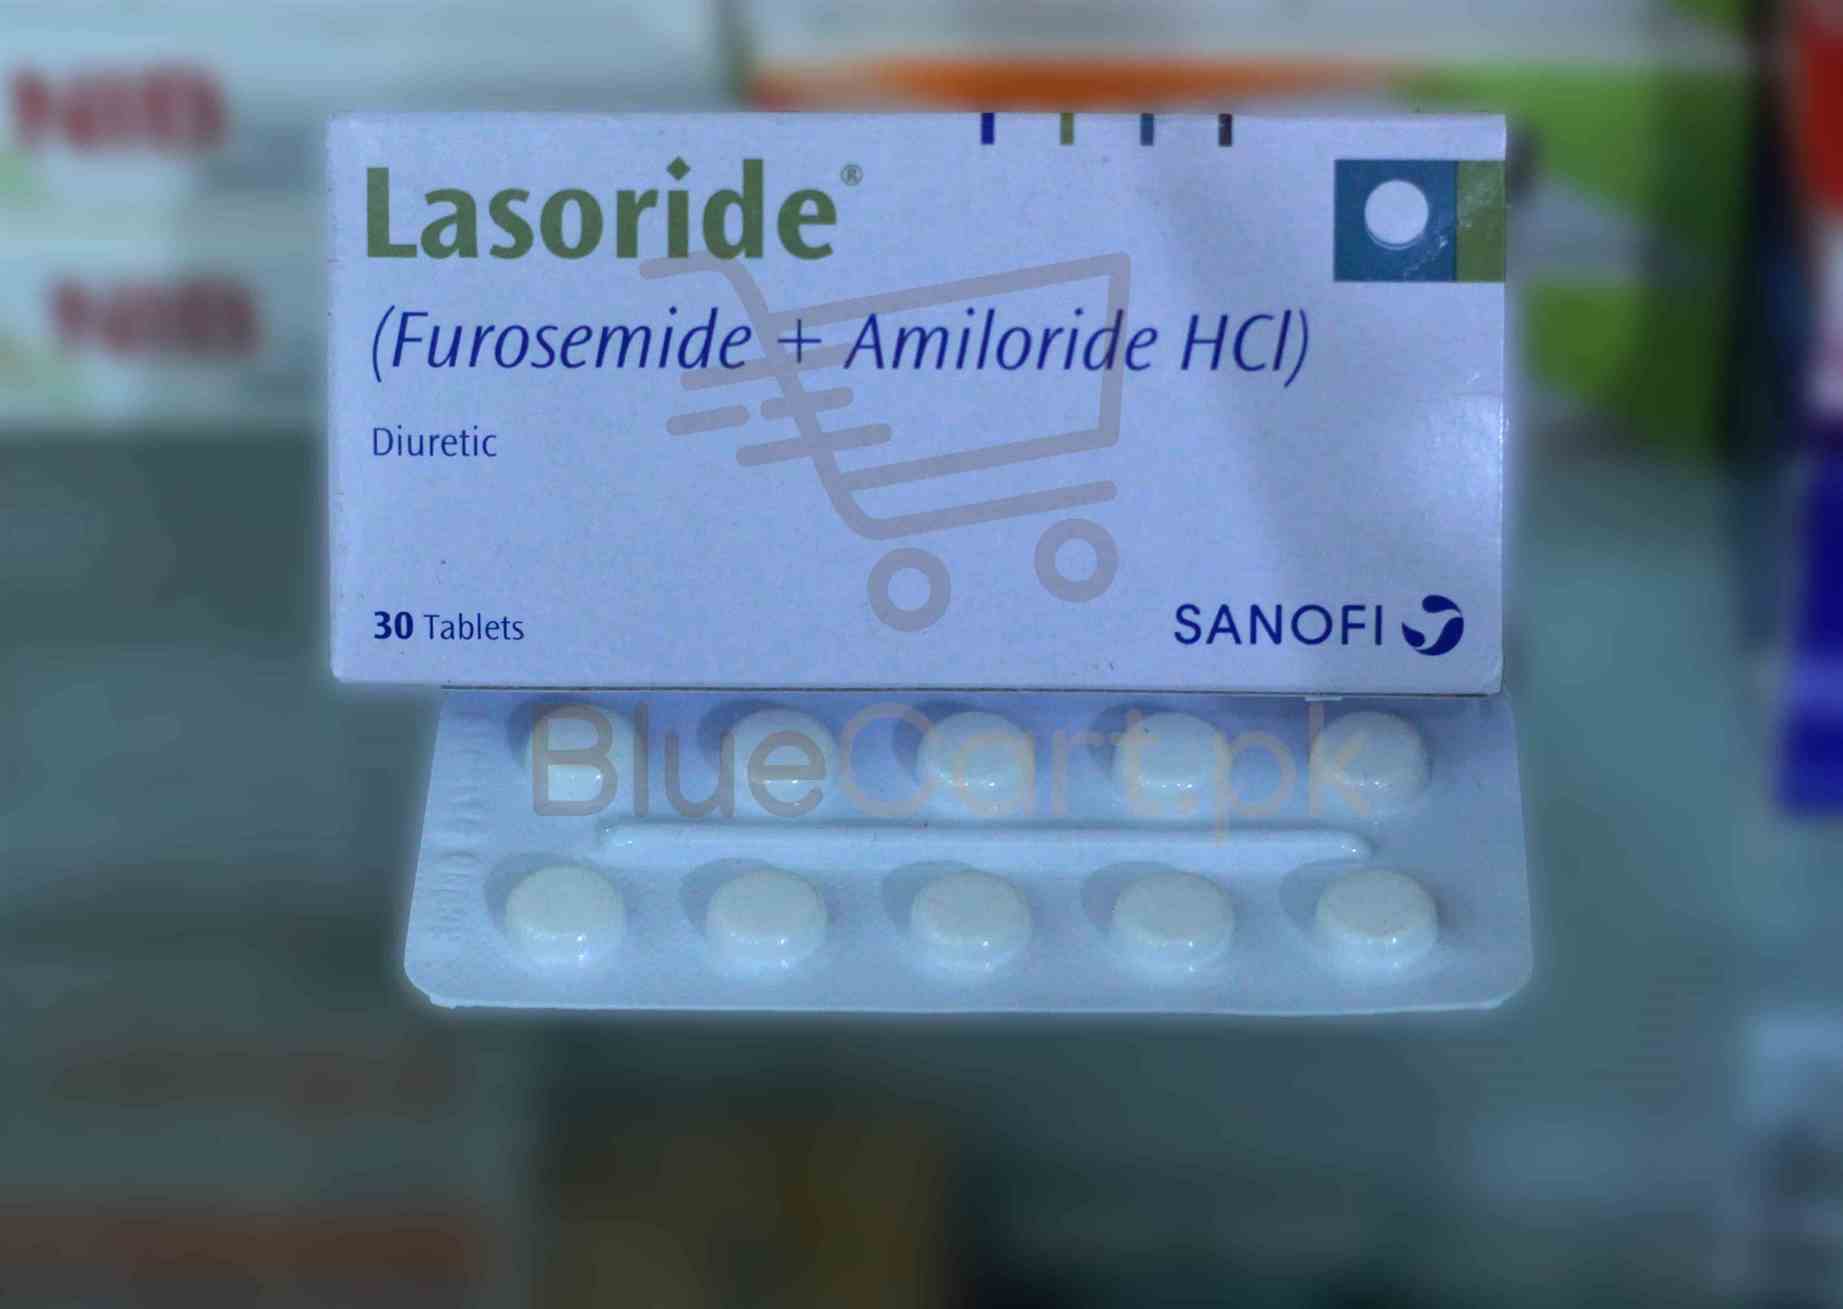 Lasoride®
(Furosemide + Amiloride HCl)
Diuretic
30 Tablets
SANOFI
BlueCart.pk